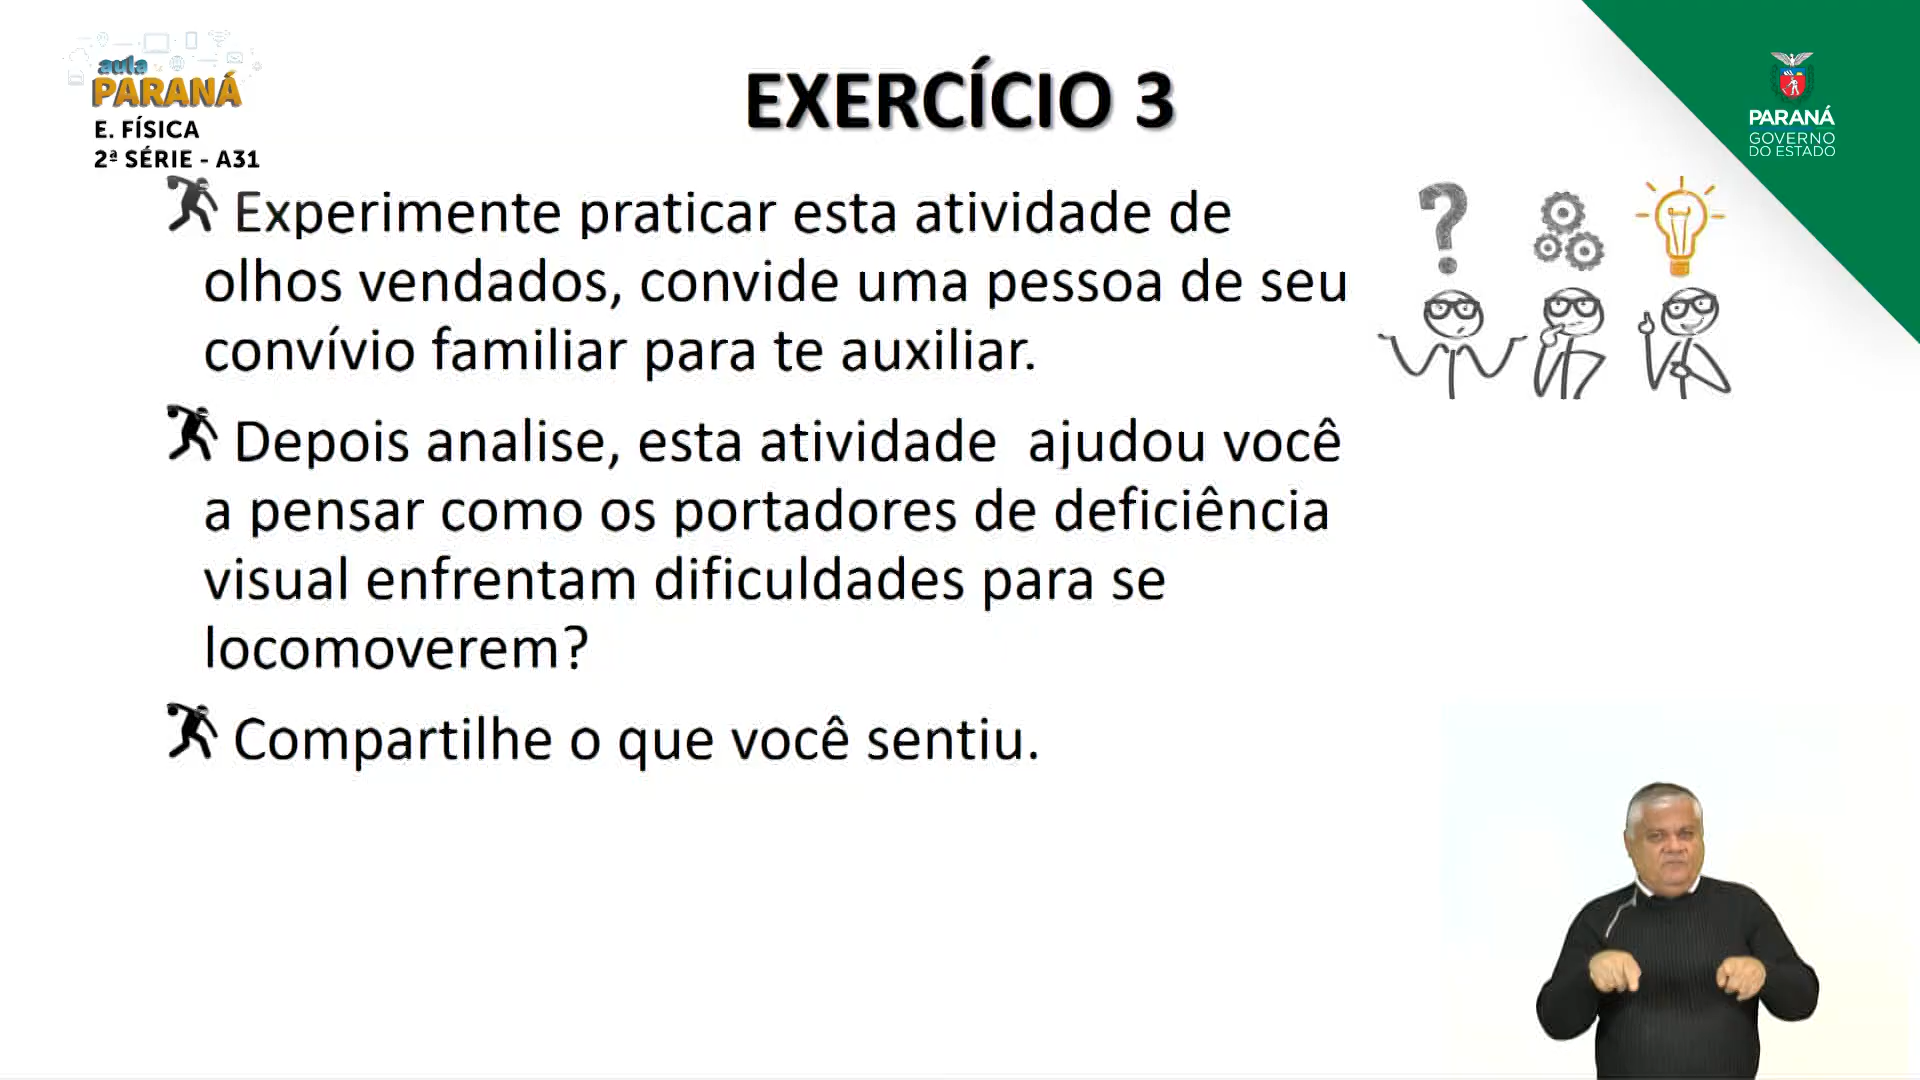 aula
PARANÁ
E. FÍSICA
2ª SÉRIE - A31
EXERCÍCIO 3
PARANÁ
GOVERNO
DO ESTADO
Experimente praticar esta atividade de
olhos vendados, convide uma pessoa de seu
convívio familiar para te auxiliar.
Depois analise, esta atividade  ajudou você
a pensar como os portadores de deficiência
visual enfrentam dificuldades para se
locomoverem?
Compartilhe o que você sentiu.
?